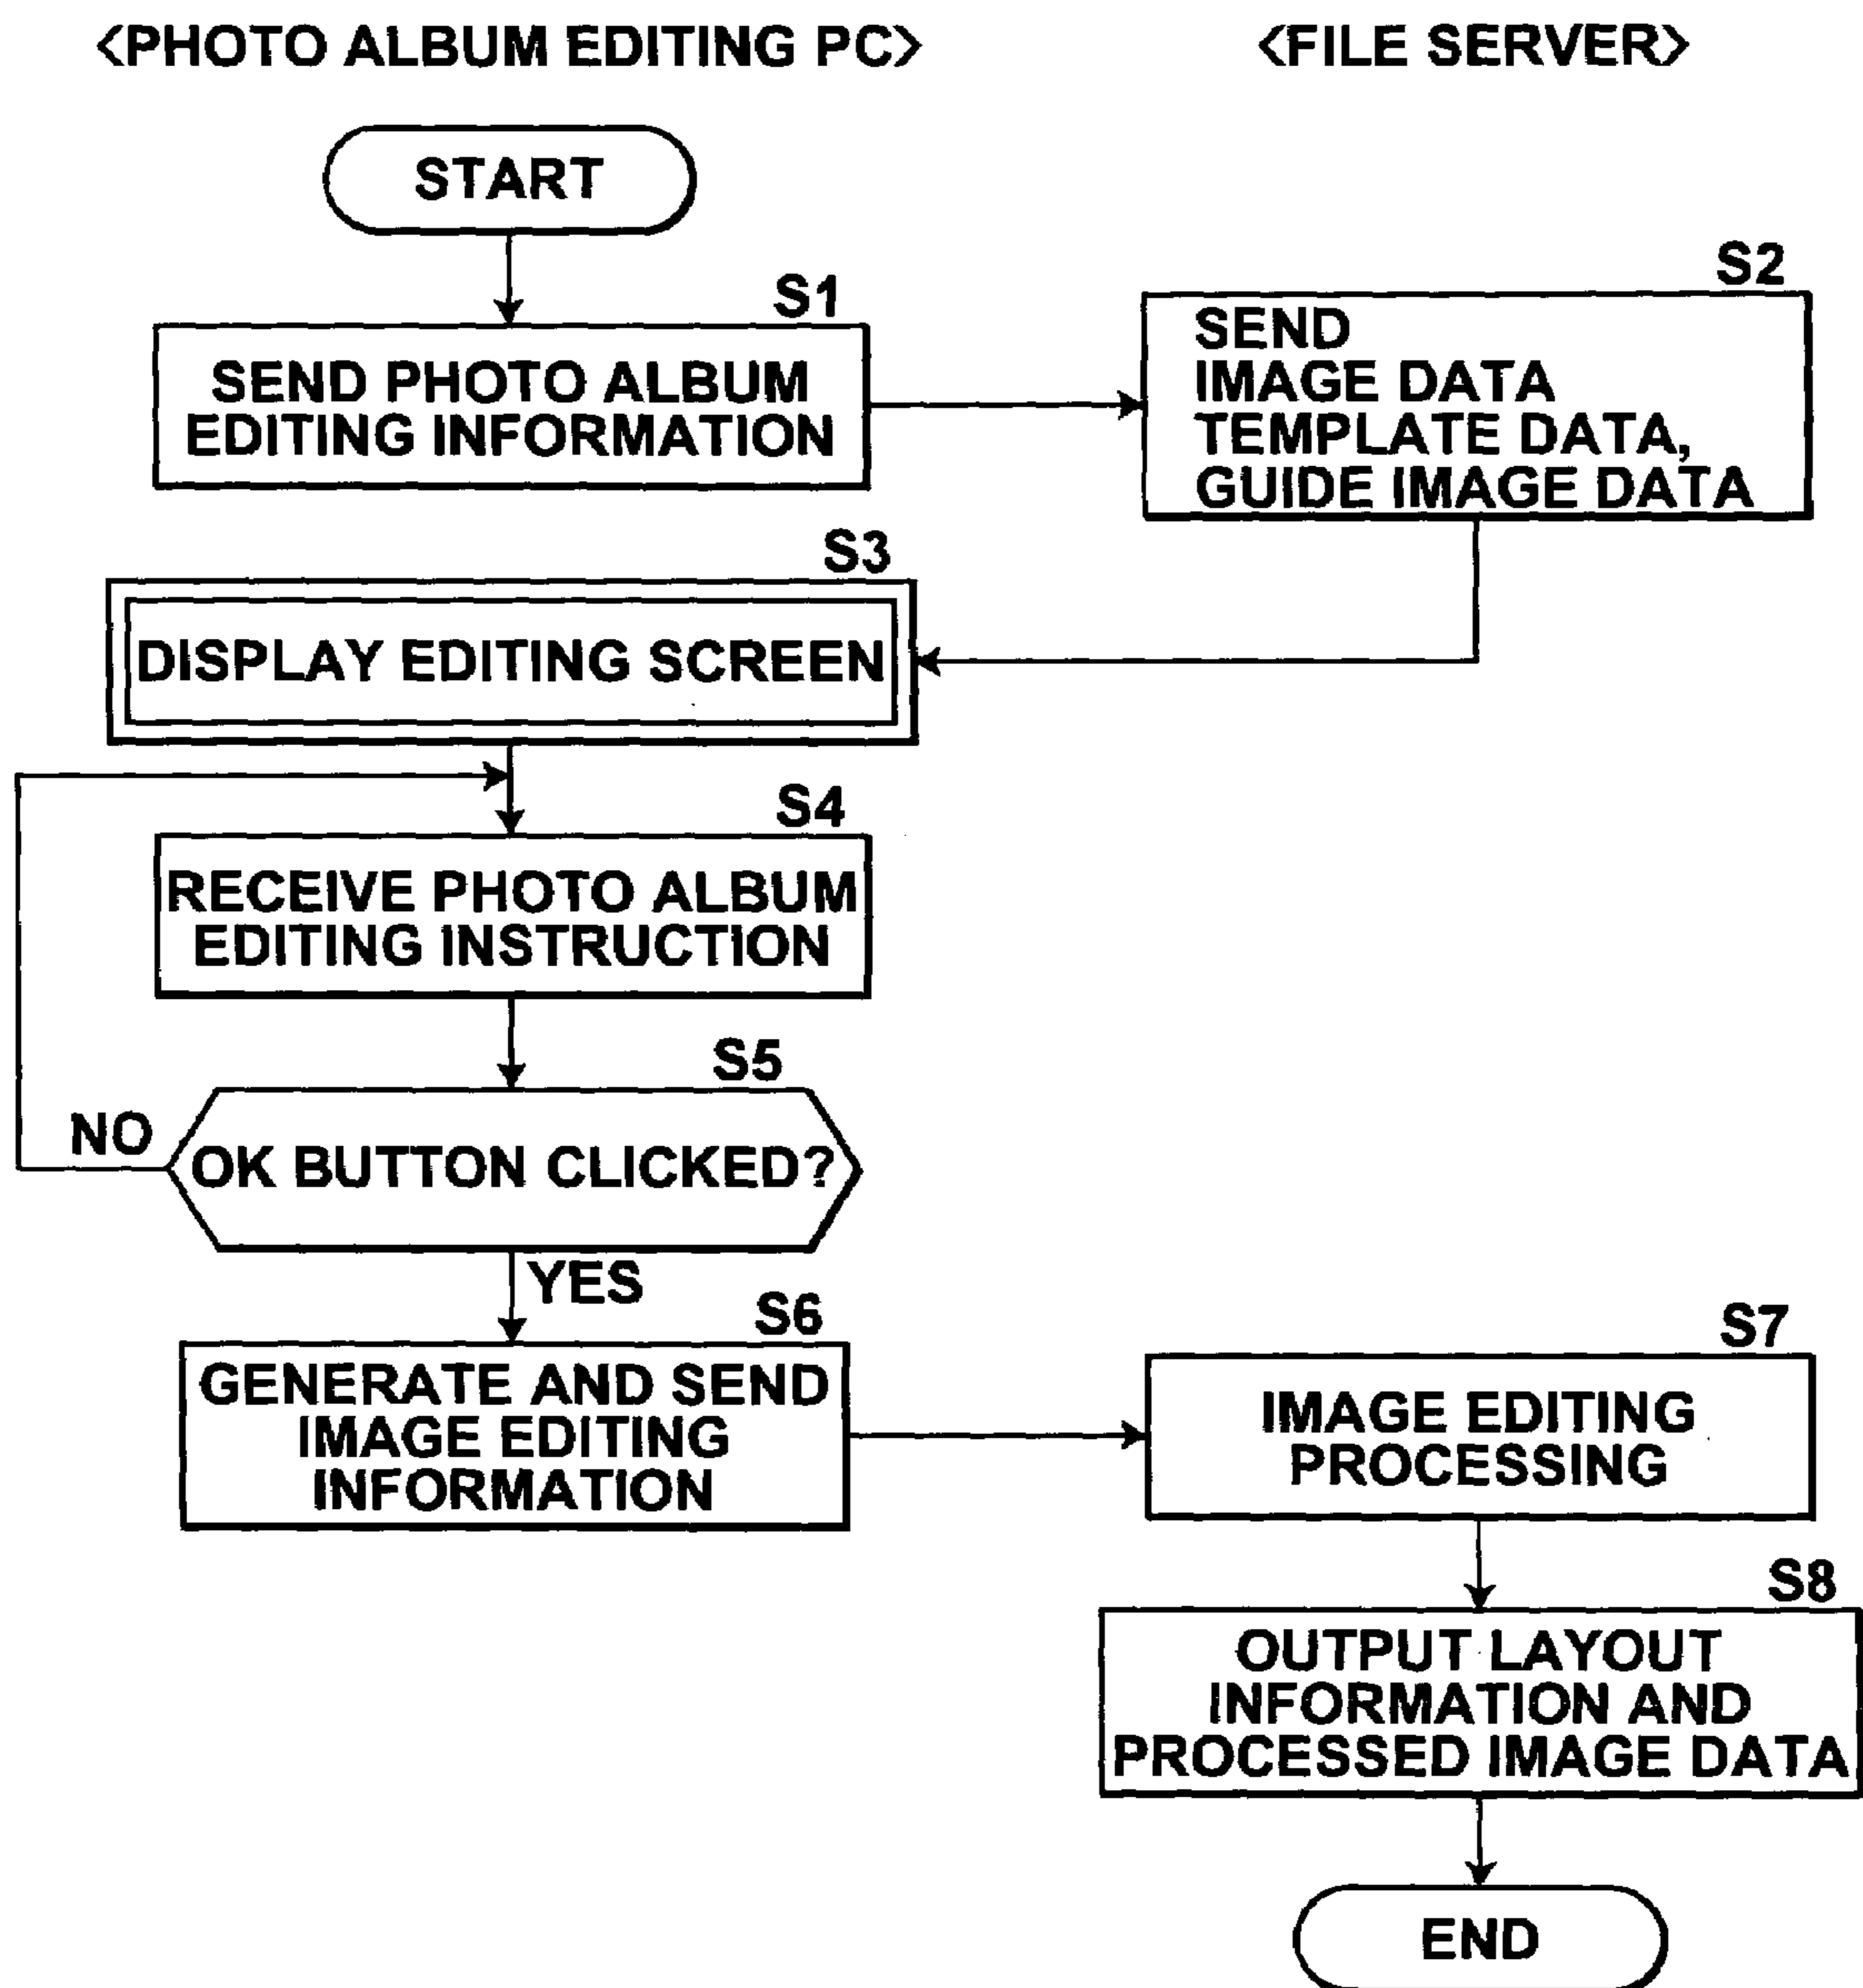 <PHOTO ALBUM EDITING PC>
<FILE SERVER>
START
S1
SEND PHOTO ALBUM
EDITING INFORMATION
S2
SEND
IMAGE DATA
TEMPLATE DATA,
GUIDE IMAGE DATA
S3
DISPLAY EDITING SCREEN
S4
RECEIVE PHOTO ALBUM
EDITING INSTRUCTION
S5
NO
OK BUTTON CLICKED?
YES
S6
GENERATE AND SEND
IMAGE EDITING
INFORMATION
S7
IMAGE EDITING
PROCESSING
S8
OUTPUT LAYOUT
INFORMATION AND
PROCESSED IMAGE DATA
END